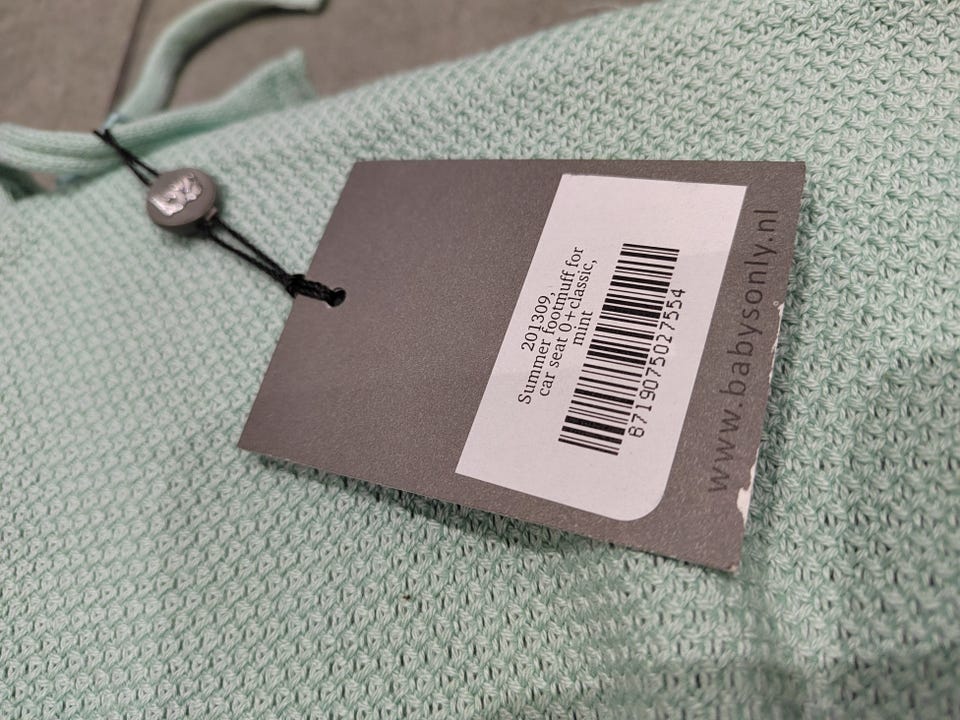 201309,
Summer footmuff for
car seat 0+classic,
mint
8719075027554
www.babysonly.nl